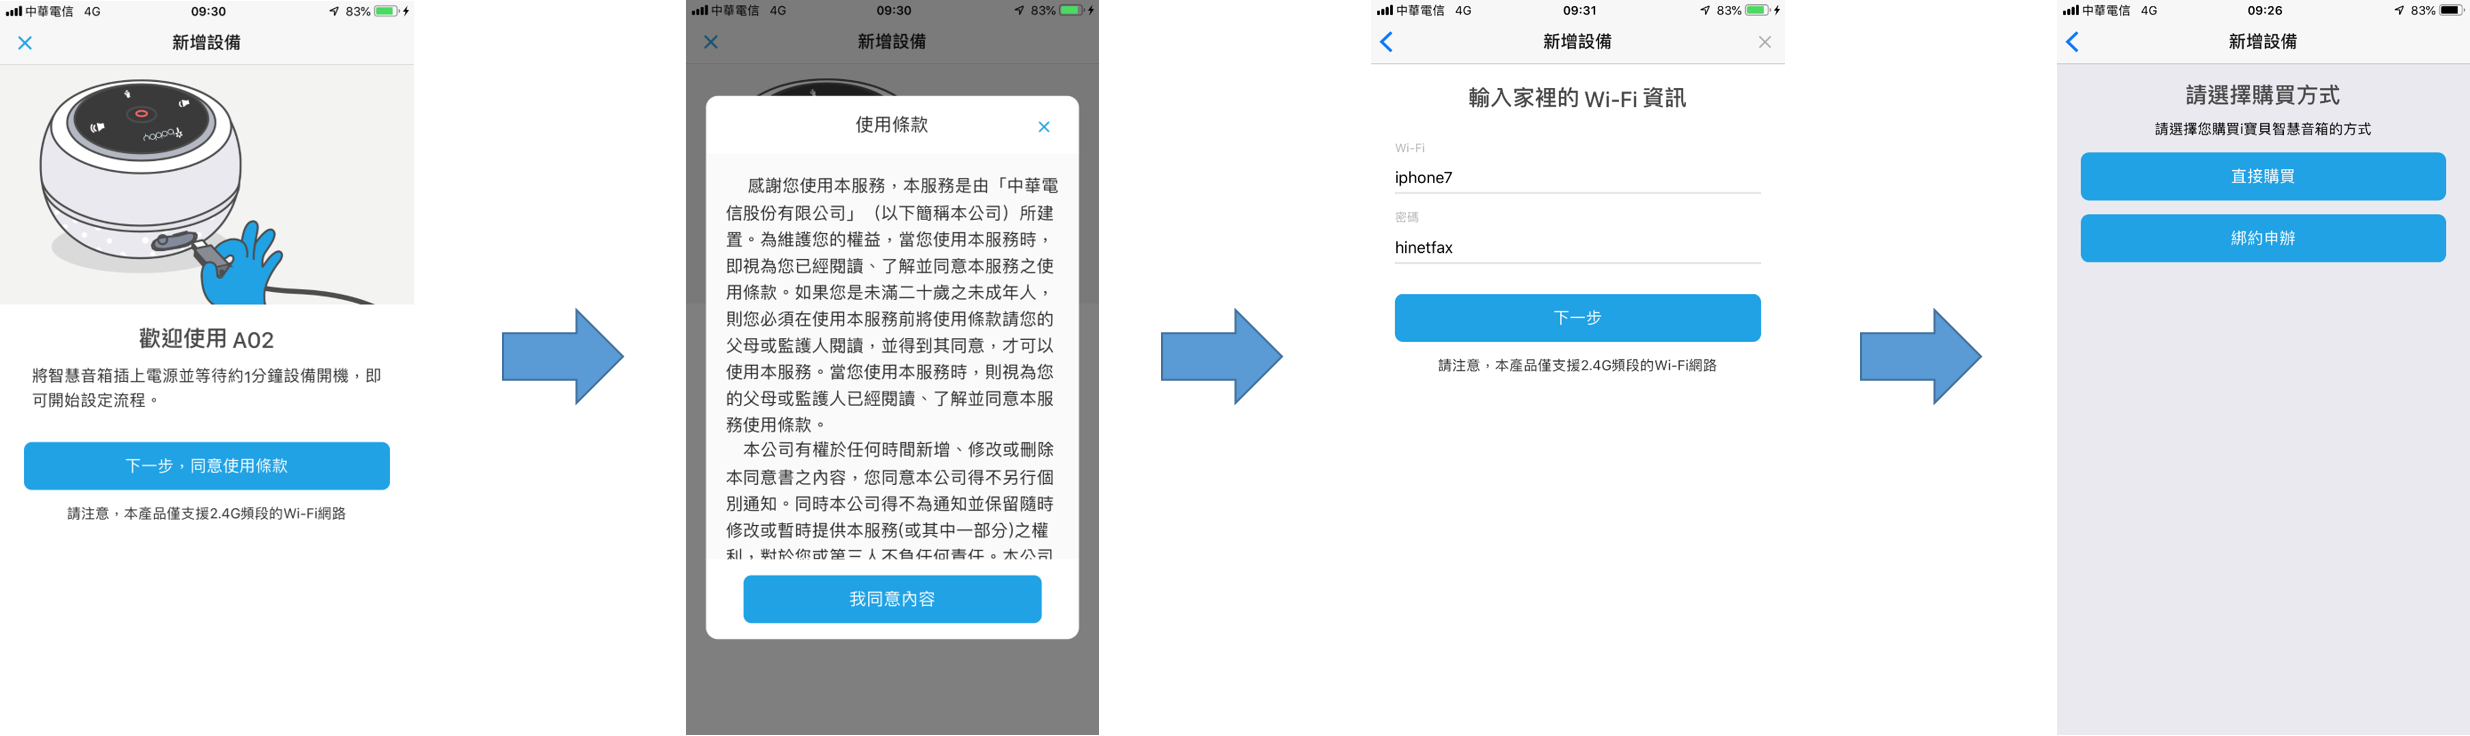 中華電信 4G 09:30 83%
新增設備
Toppoy
歡迎使用 A02
將智慧音箱插上電源並等待約1分鐘設備開機，即
可開始設定流程。
下一步，同意使用條款
請注意，本產品僅支援2.4G頻段的Wi-Fi網路
中華電信 4G 09:30 83%
新增設備
使用條款
感謝您使用本服務，本服務是由「中華電
信股份有限公司」（以下簡稱本公司）所建
置。為維護您的權益，當您使用本服務時，
即視為您已經閱讀、了解並同意本服務之使
用條款。如果您是未滿二十歲之未成年人，
則您必須在使用本服務前將使用條款請您的
父母或監護人閱讀，並得到其同意，才可以
使用本服務。當您使用本服務時，則視為您
的父母或監護人已經閱讀、了解並同意本服
務使用條款。
本公司有權於任何時間新增、修改或刪除
本同意書之內容，您同意本公司得不另行個
別通知。同時本公司得不為通知並保留隨時
修改或暫時提供本服務(或其中一部分)之權
利，對於您或第三人不負任何責任。本公司
我同意內容
中華電信 4G 09:31 83%
新增設備
輸入家裡的 Wi-Fi 資訊
Wi-Fi
iphone7
密碼
hinetfax
下一步
請注意，本產品僅支援2.4G頻段的Wi-Fi網路
中華電信 4G 09:26 83%
新增設備
請選擇購買方式
請選擇您購買i寶貝智慧音箱的方式
直接購買
綁約申辦